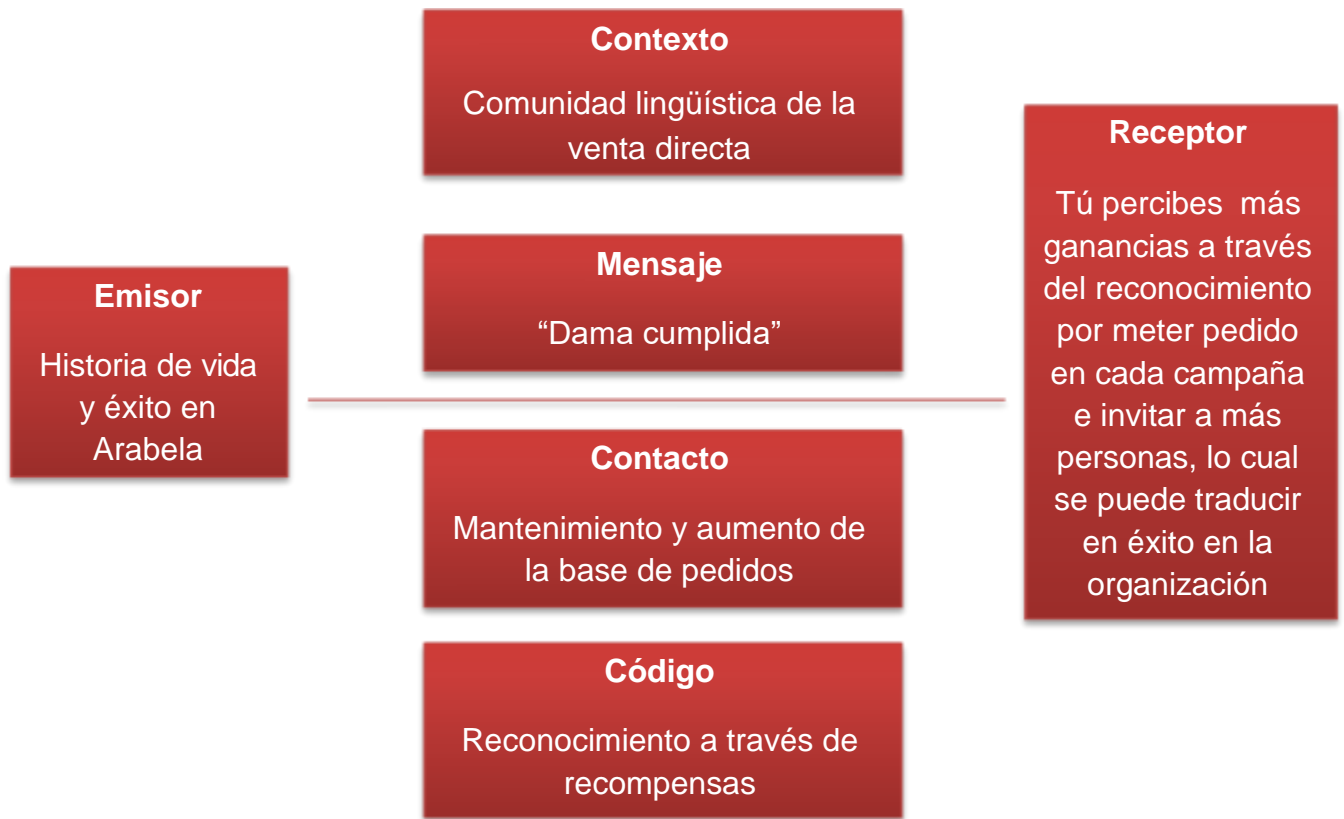 Contexto
Comunidad lingüística de la
venta directa
Mensaje
“Dama cumplida”
Emisor
Historia de vida
y éxito en
Arabela
Contacto
Mantenimiento y aumento de
la base de pedidos
Código
Reconocimiento a través de
recompensas
Receptor
Tú percibes  más
ganancias a través
del reconocimiento
por meter pedido
en cada campaña
e invitar a más
personas, lo cual
se puede traducir
en éxito en la
organización